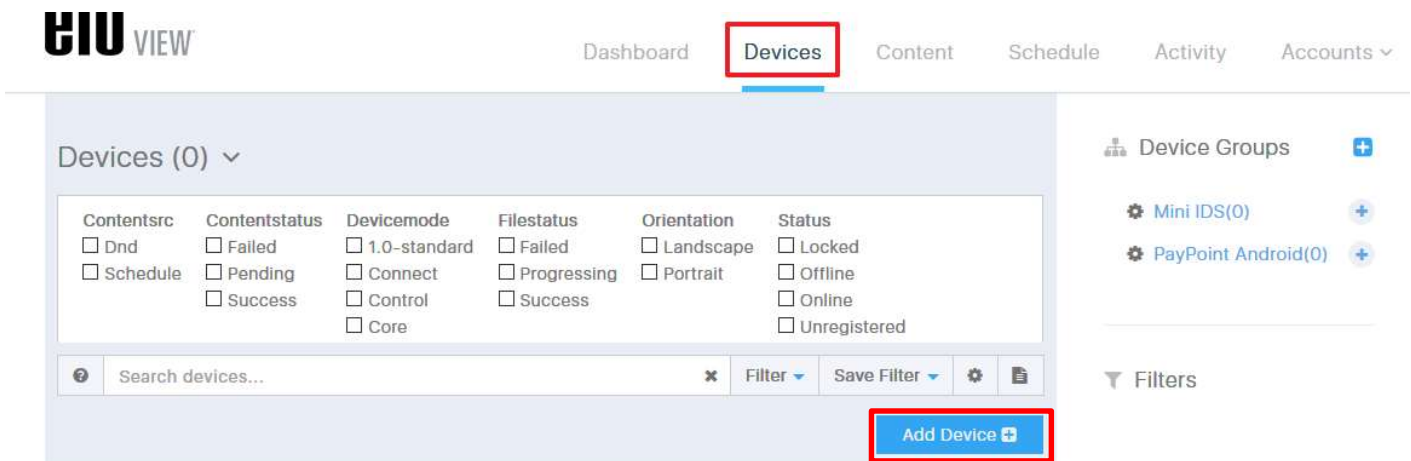 elo VIEW
Dashboard Devices Content Schedule Activity Accounts
Devices (0)
Contentsrc Contentstatus Devicemode Filestatus Orientation Status
Dnd Failed 1.0-standard Failed Landscape Locked
Schedule Pending Connect Progressing Portrait Offline
Success Control Success Online
Core Unregistered
Search devices... Filter Save Filter
Add Device
Device Groups
Mini IDS(0)
PayPoint Android(0)
Filters